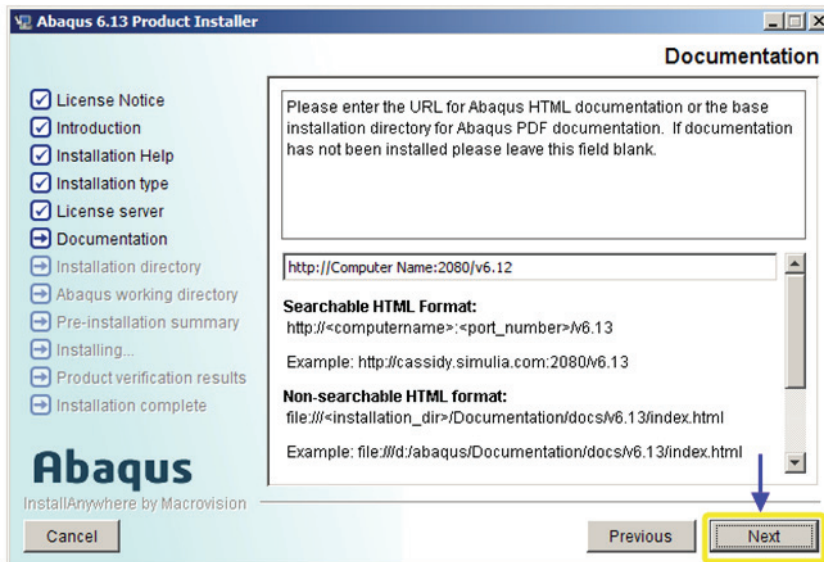 Abaqus 6.13 Product Installer
Documentation
License Notice
Introduction
Installation Help
Installation type
License server
Documentation
Installation directory
Abaqus working directory
Pre-installation summary
Installing...
Product verification results
Installation complete
Please enter the URL for Abaqus HTML documentation or the base
installation directory for Abaqus PDF documentation. If documentation
has not been installed please leave this field blank.
http://Computer Name:2080/v6.12
Searchable HTML Format:
http://<computername>:<port_number>/v6.13
Example: http://cassidy.simulia.com:2080/v6.13
Non-searchable HTML format:
file:///<installation_dir>/Documentation/docs/v6.13/index.html
Example: file:///d:/abaqus/Documentation/docs/v6.13/index.html
Abaqus
InstallAnywhere by Macrovision
Cancel
Previous
Next